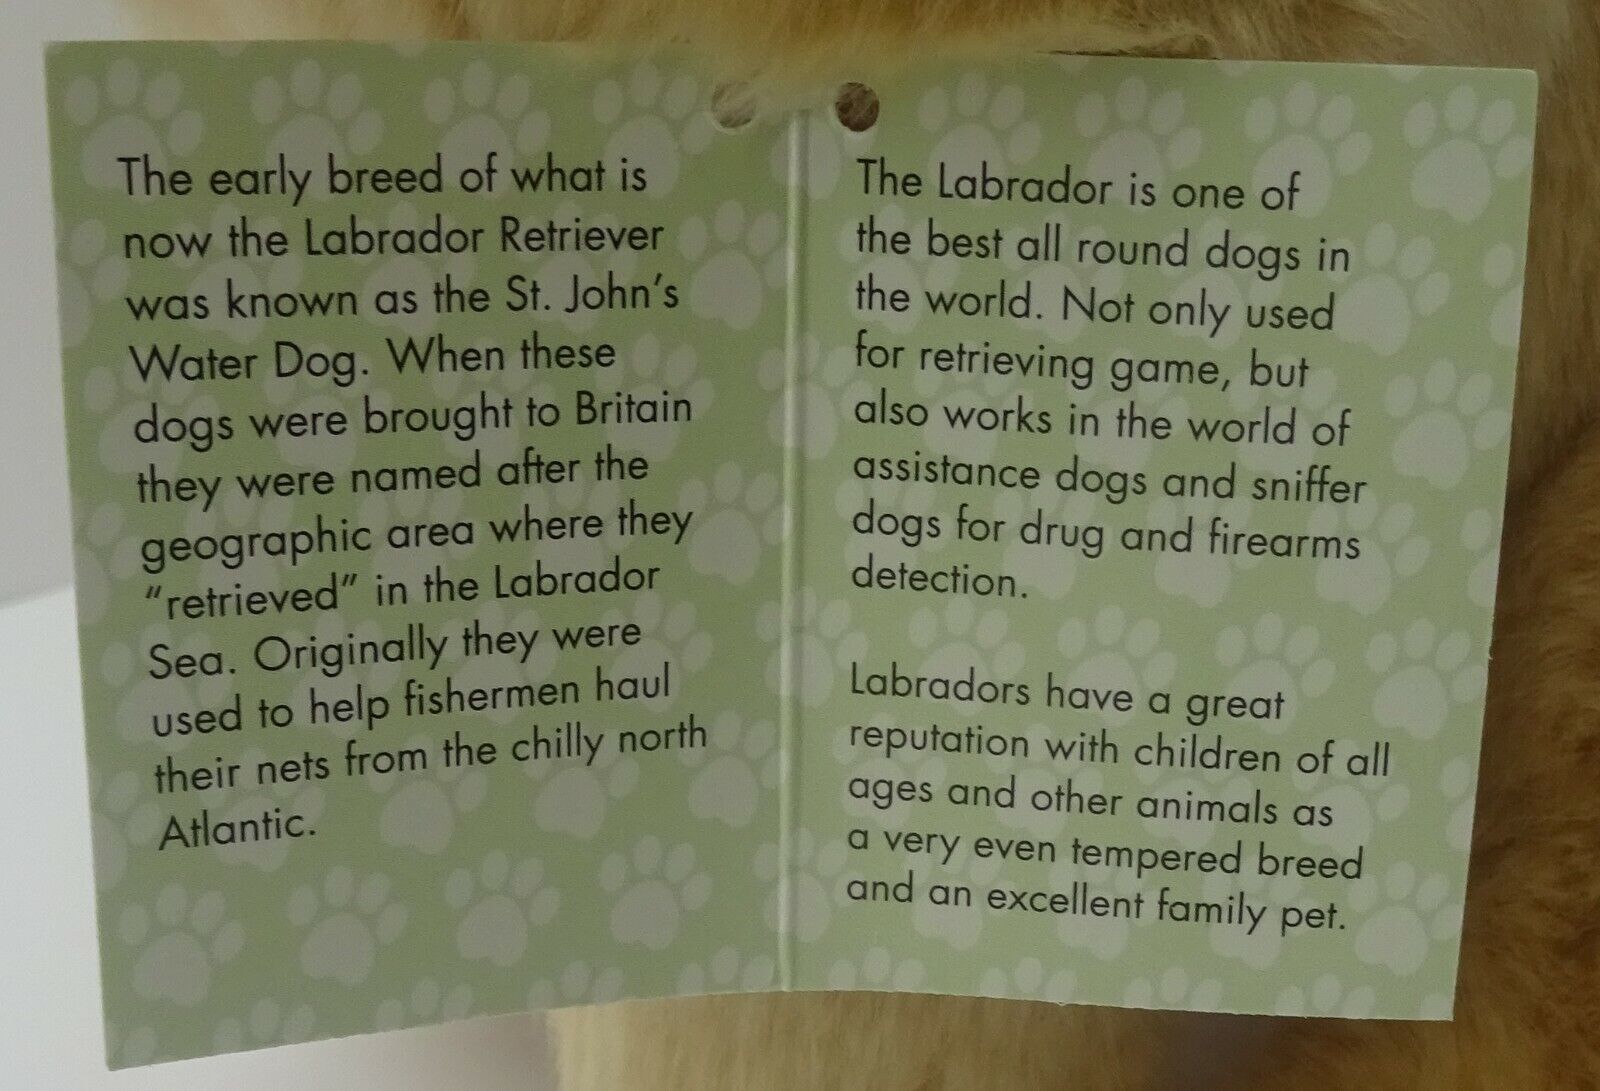 The early breed of what is
now the Labrador Retriever
was known as the St. John's
Water Dog. When these
dogs were brought to Britain
they were named after the
geographic area where they
"retrieved" in the Labrador
Sea. Originally they were
used to help fishermen haul
their nets from the chilly north
Atlantic.
The Labrador is one of
the best all round dogs in
the world. Not only used
for retrieving game, but
also works in the world of
assistance dogs and sniffer
dogs for drug and firearms
detection.
Labradors have a great
reputation with children of all
ages and other animals as
a very even tempered breed
and an excellent family pet.